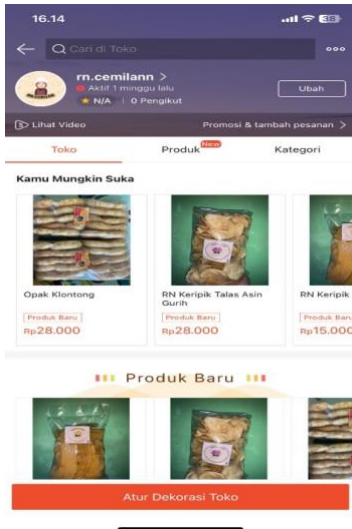 16.14
Cari di Toko
rn.cemilann >
Aktif 1 minggu lalu
N/A | 0 Pengikut
Ubah
Lihat Video
Promosi & tambah pesanan >
Toko
Produk
New
Kategori
Kamu Mungkin Suka
Opak Klontong
Produk Baru
Rp28.000
RN Keripik Talas Asin
Gurih
Produk Baru
Rp28.000
RN Keripik
Produk Baru
Rp15.000
Produk Baru
Atur Dekorasi Toko